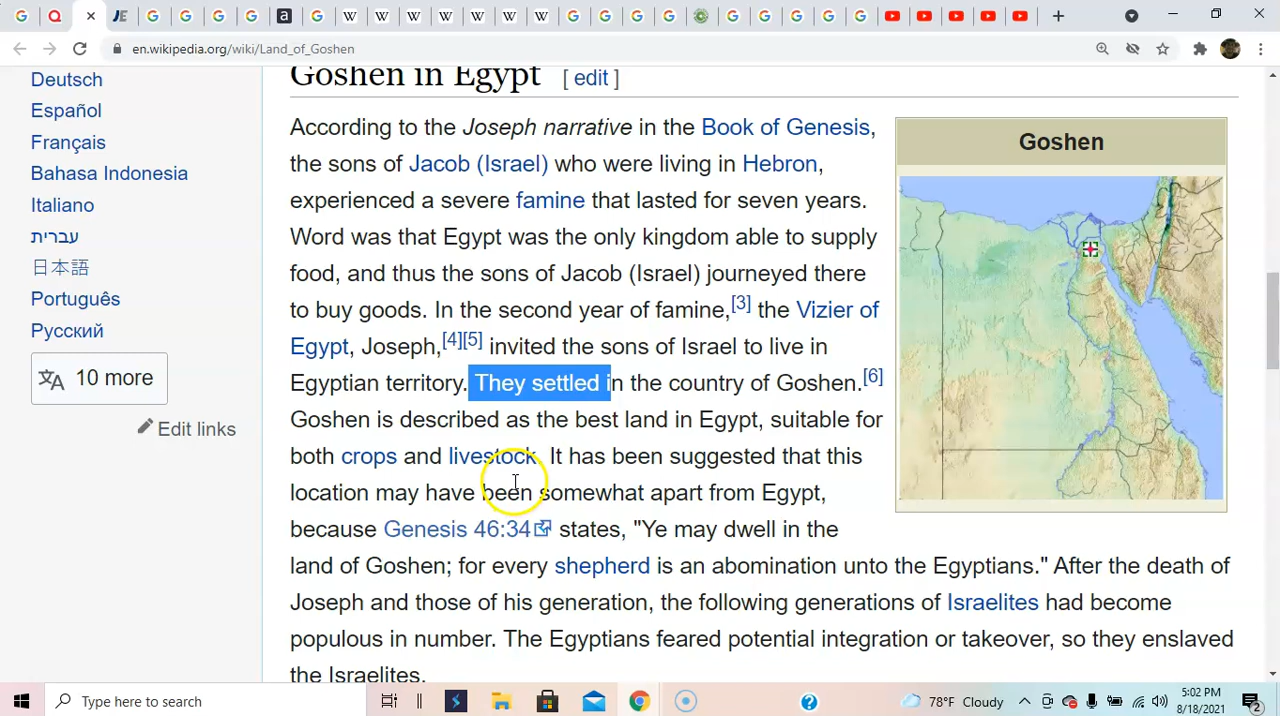 en.wikipedia.org/wiki/Land_of_Goshen
Deutsch
Español
Français
Bahasa Indonesia
Italiano
עברית
日本語
Português
Русский
10 more
Edit links
Goshen in Egypt [ edit ]
According to the Joseph narrative in the Book of Genesis,
the sons of Jacob (Israel) who were living in Hebron,
experienced a severe famine that lasted for seven years.
Word was that Egypt was the only kingdom able to supply
food, and thus the sons of Jacob (Israel) journeyed there
to buy goods. In the second year of famine,[3] the Vizier of
Egypt, Joseph,[4][5] invited the sons of Israel to live in
Egyptian territory. They settled in the country of Goshen.[6]
Goshen is described as the best land in Egypt, suitable for
both crops and livestock. It has been suggested that this
location may have been somewhat apart from Egypt,
because Genesis 46:34 states, "Ye may dwell in the
land of Goshen; for every shepherd is an abomination unto the Egyptians." After the death of
Joseph and those of his generation, the following generations of Israelites had become
populous in number. The Egyptians feared potential integration or takeover, so they enslaved
the Israelites.
Goshen
Type here to search
78°F Cloudy
5:02 PM
8/18/2021
2